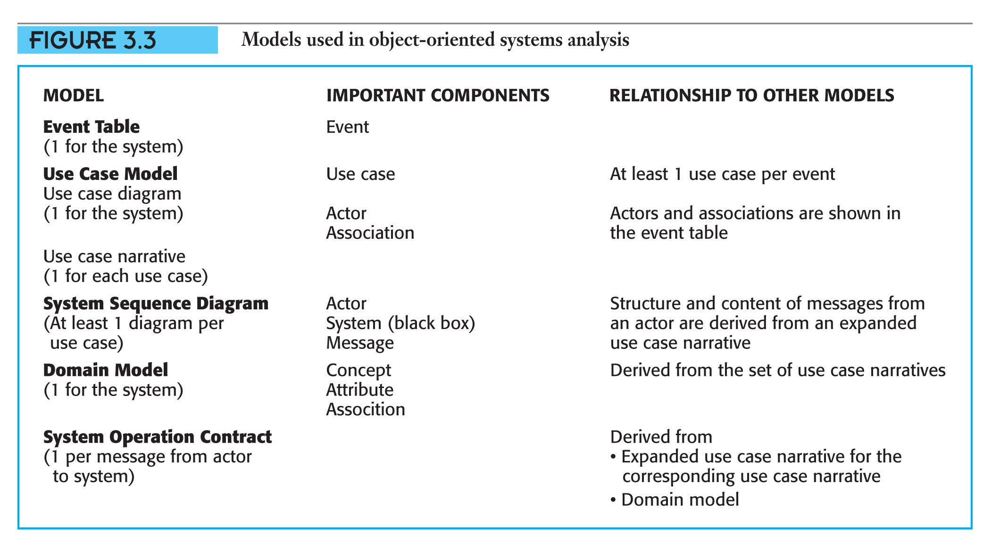 FIGURE 3.3 Models used in object-oriented systems analysis
MODEL IMPORTANT COMPONENTS RELATIONSHIP TO OTHER MODELS
Event Table Event
(1 for the system)
Use Case Model Use case At least 1 use case per event
Use case diagram
(1 for the system) Actor Actors and associations are shown in
Association the event table
Use case narrative
(1 for each use case)
System Sequence Diagram Actor Structure and content of messages from
(At least 1 diagram per System (black box) an actor are derived from an expanded
use case) Message use case narrative
Domain Model Concept Derived from the set of use case narratives
(1 for the system) Attribute
Assocition
System Operation Contract Derived from
(1 per message from actor • Expanded use case narrative for the
to system) corresponding use case narrative
• Domain model